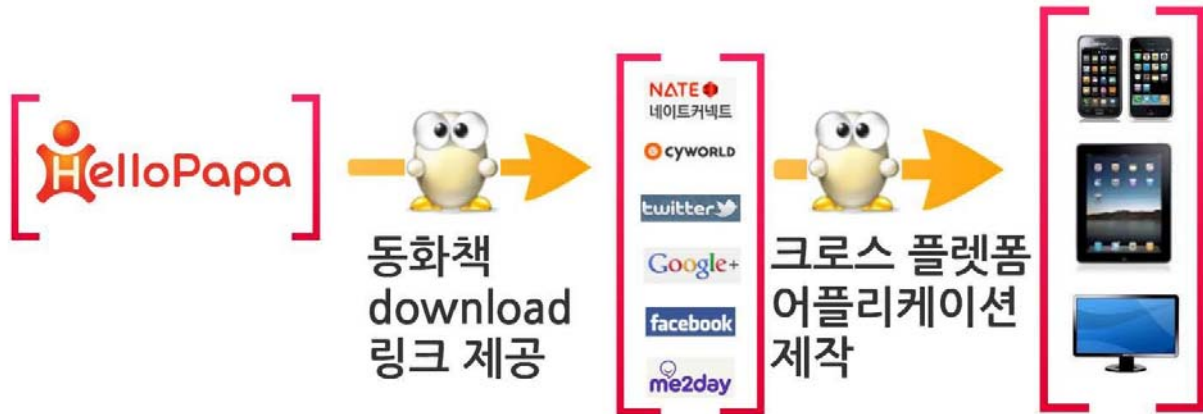 HelloPapa
동화책
download
링크 제공
NATE
네이트커넥트
CYWORLD
twitter
Google+
facebook
me2day
크로스 플렛폼
어플리케이션
제작